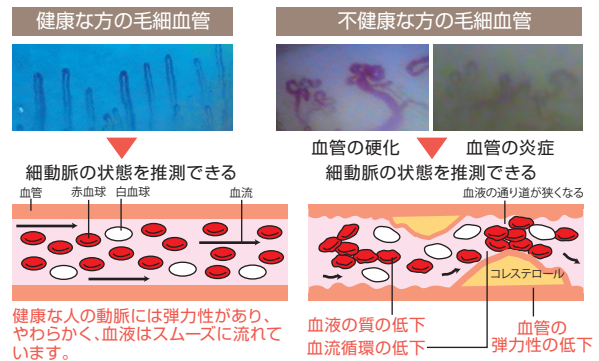 健康な方の毛細血管
不健康な方の毛細血管
血管の硬化
血管の炎症
細動脈の状態を推測できる
細動脈の状態を推測できる
血管
赤血球
白血球
血流
血液の通り道が狭くなる
コレステロール
健康な人の動脈には弾力性があり、
やわらかく、血液はスムーズに流れて
います。
血液の質の低下
血流循環の低下
血管の
弾力性の低下